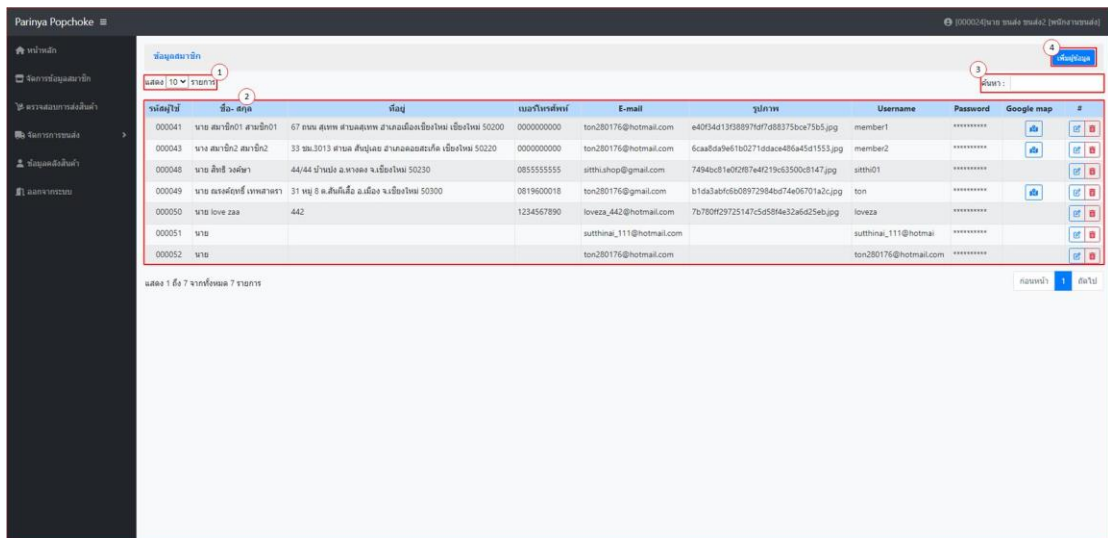 Parinya Popchoke
[000024]นาย ขนส่ง ขนส่ง2 [พนักงานขนส่ง]
หน้าหลัก
จัดการข้อมูลสมาชิก
ตรวจสอบการส่งสินค้า
จัดการการขนส่ง
ข้อมูลคลังสินค้า
ออกจากระบบ
ข้อมูลสมาชิก
4
เพิ่มผู้ข้อมูล
1
แสดง 10 รายการ
3
ค้นหา :
2
รหัสผู้ใช้ ชื่อ- สกุล ที่อยู่ เบอร์โทรศัพท์ E-mail รูปภาพ Username Password Google map #
000041 นาย สมาชิก01 สามชิก01 67 ถนน สุเทพ ตำบลสุเทพ อำเภอเมืองเชียงใหม่ เชียงใหม่ 50200 0000000000 ton280176@hotmail.com e40f34d13f38897fdf7d88375bce75b5.jpg member1 **********
000043 นาง สมาชิก2 สมาชิก2 33 ซม.3013 ตำบล สันปูเลย อำเภอดอยสะเก็ด เชียงใหม่ 50220 0000000000 ton280176@hotmail.com 6caa8da9e61b0271ddace486a45d1553.jpg member2 **********
000048 นาย สิทธิ วงศ์ษา 44/44 บ้านปง อ.หางดง จ.เชียงใหม่ 50230 0855555555 sitthi.shop@gmail.com 7494bc81e0f2f87e4f219c63500c8147.jpg sitthi01 **********
000049 นาย ณรงค์ฤทธิ์ เทพสาตรา 31 หมู่ 8 ต.สันผีเสื้อ อ.เมือง จ.เชียงใหม่ 50300 0819600018 ton280176@gmail.com b1da3abfc6b08972984bd74e06701a2c.jpg ton **********
000050 นาย love zaa 442 1234567890 loveza_442@hotmail.com 7b780ff29725147c5d58f4e32a6d25eb.jpg loveza **********
000051 นาย sutthinai_111@hotmail.com sutthinai_111@hotmai **********
000052 นาย ton280176@hotmail.com ton280176@hotmail.com **********
แสดง 1 ถึง 7 จากทั้งหมด 7 รายการ
ก่อนหน้า 1 ถัดไป